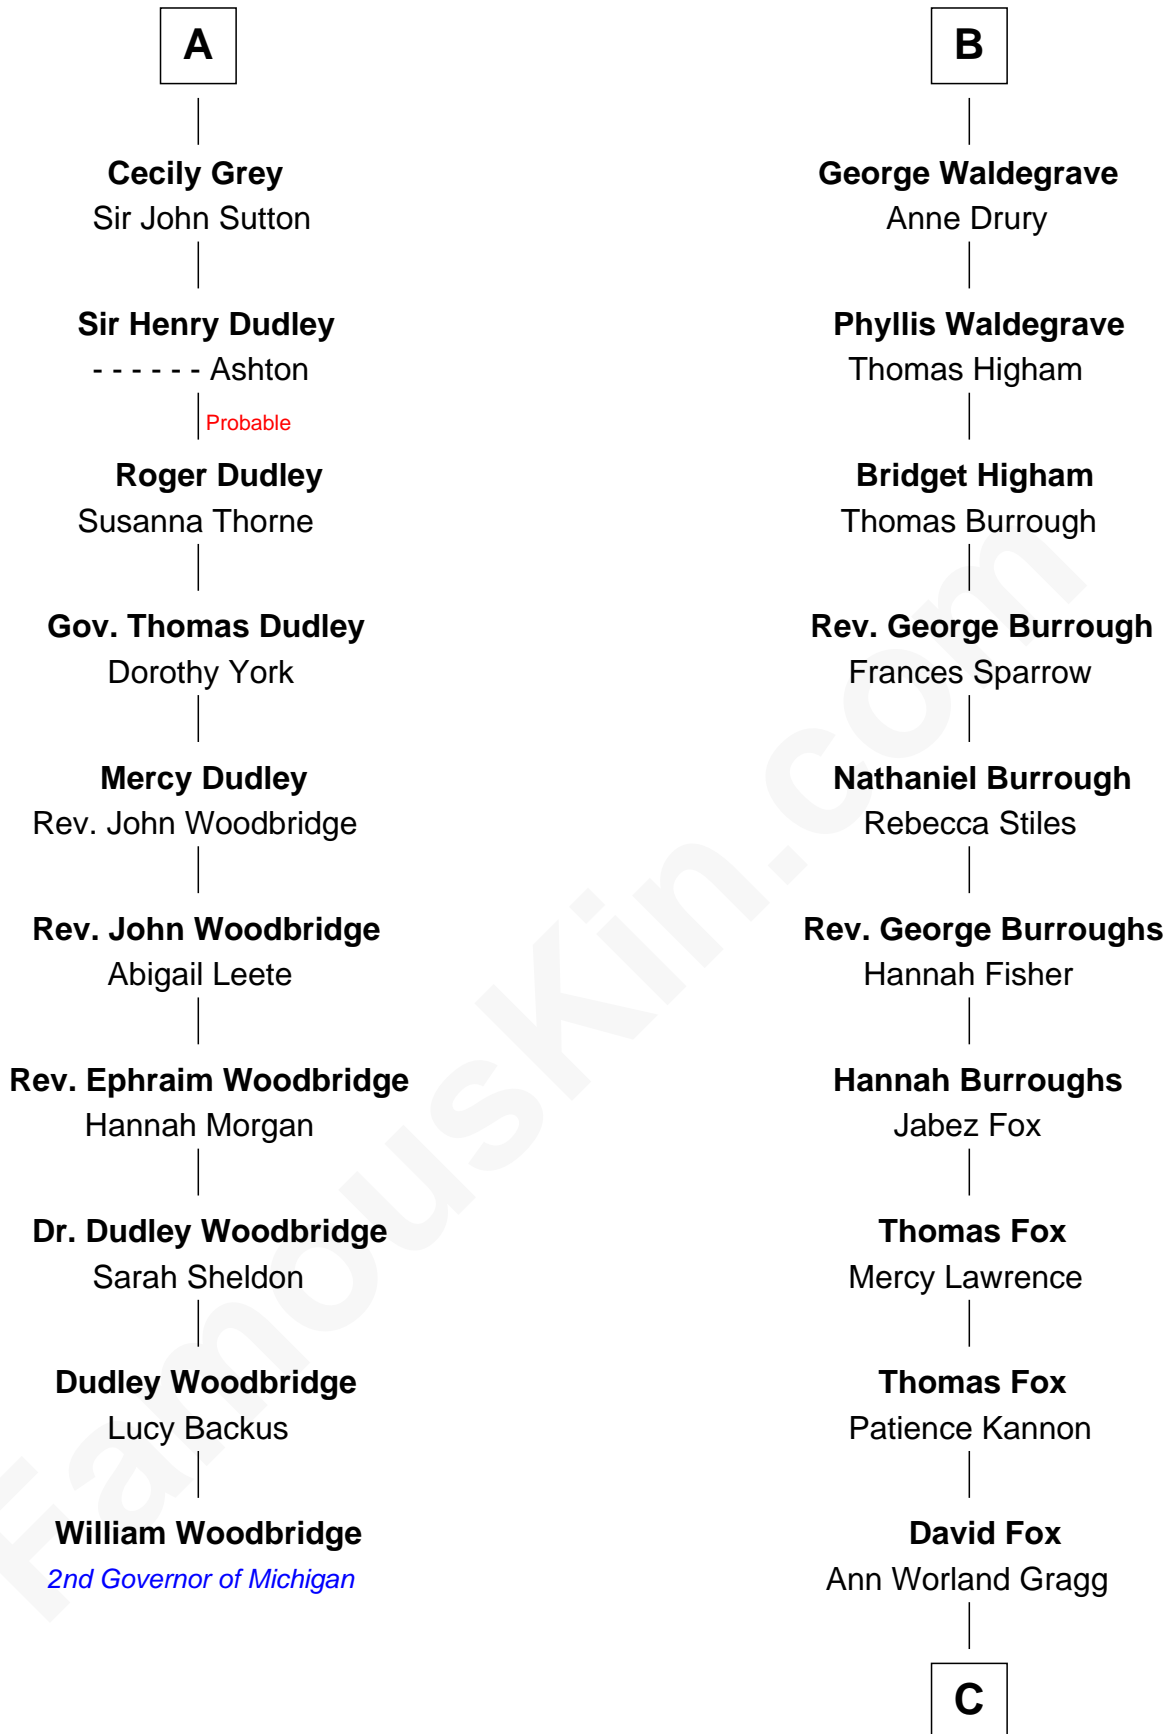 A
Cecily Grey
Sir John Sutton
Sir Henry Dudley
- - - - - - Ashton
Probable
Roger Dudley
Susanna Thorne
Gov. Thomas Dudley
Dorothy York
Mercy Dudley
Rev. John Woodbridge
Rev. John Woodbridge
Abigail Leete
Rev. Ephraim Woodbridge
Hannah Morgan
Dr. Dudley Woodbridge
Sarah Sheldon
Dudley Woodbridge
Lucy Backus
William Woodbridge
2nd Governor of Michigan
B
George Waldegrave
Anne Drury
Phyllis Waldegrave
Thomas Higham
Bridget Higham
Thomas Burrough
Rev. George Burrough
Frances Sparrow
Nathaniel Burrough
Rebecca Stiles
Rev. George Burroughs
Hannah Fisher
Hannah Burroughs
Jabez Fox
Thomas Fox
Mercy Lawrence
Thomas Fox
Patience Kannon
David Fox
Ann Worland Gragg
C
FamousKin.com